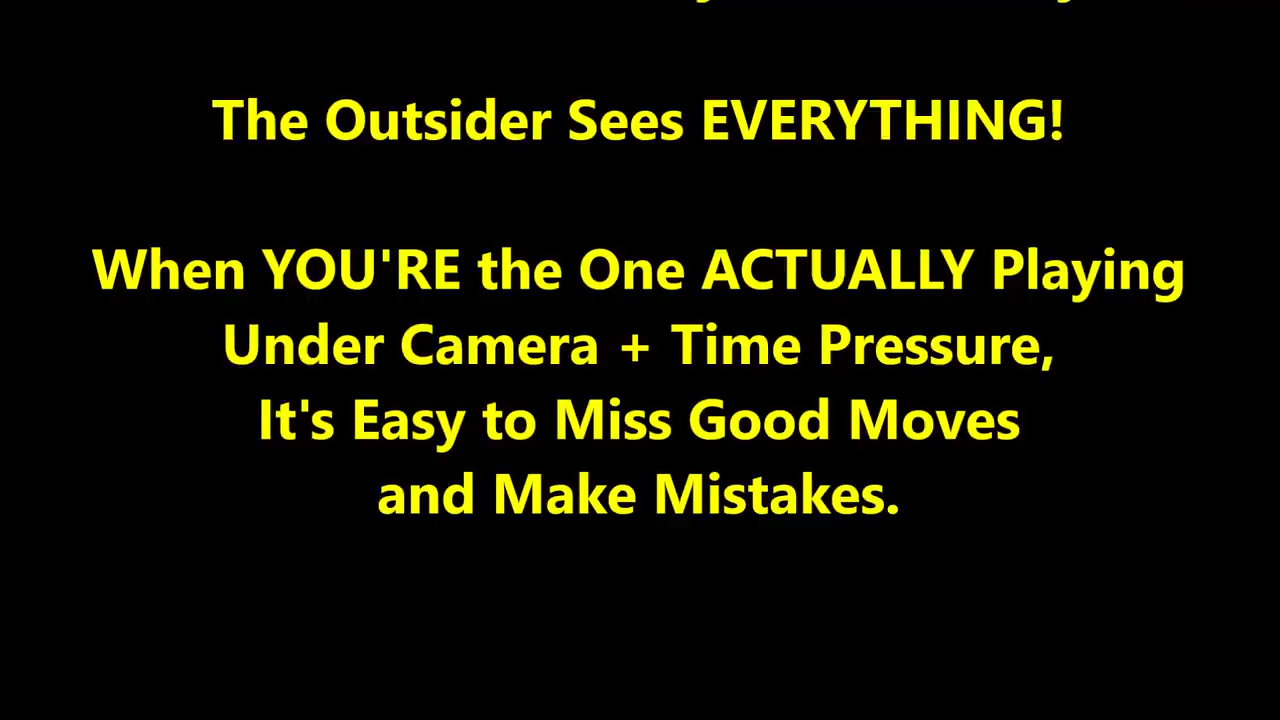 The Outsider Sees EVERYTHING!
When YOU'RE the One ACTUALLY Playing
Under Camera + Time Pressure,
It's Easy to Miss Good Moves
and Make Mistakes.